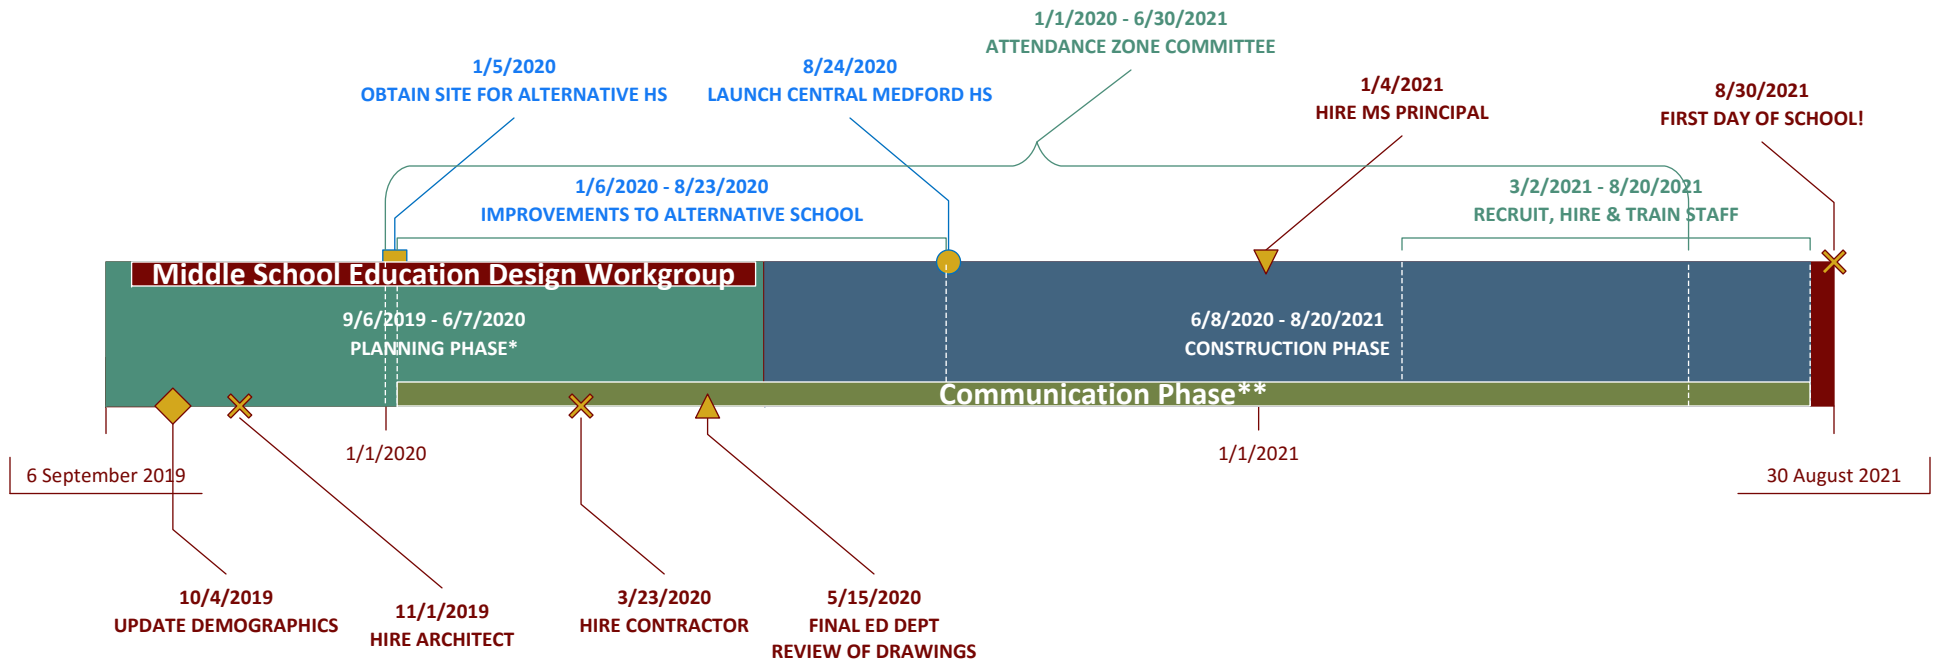 1/1/2020 - 6/30/2021
ATTENDANCE ZONE COMMITTEE
1/5/2020
OBTAIN SITE FOR ALTERNATIVE HS
8/24/2020
LAUNCH CENTRAL MEDFORD HS
1/4/2021
HIRE MS PRINCIPAL
8/30/2021
FIRST DAY OF SCHOOL!
1/6/2020 - 8/23/2020
IMPROVEMENTS TO ALTERNATIVE SCHOOL
3/2/2021 - 8/20/2021
RECRUIT, HIRE & TRAIN STAFF
Middle School Education Design Workgroup
9/6/2019 - 6/7/2020
PLANNING PHASE*
6/8/2020 - 8/20/2021
CONSTRUCTION PHASE
Communication Phase**
1/1/2020
1/1/2021
6 September 2019
30 August 2021
10/4/2019
UPDATE DEMOGRAPHICS
11/1/2019
HIRE ARCHITECT
3/23/2020
HIRE CONTRACTOR
5/15/2020
FINAL ED DEPT
REVIEW OF DRAWINGS